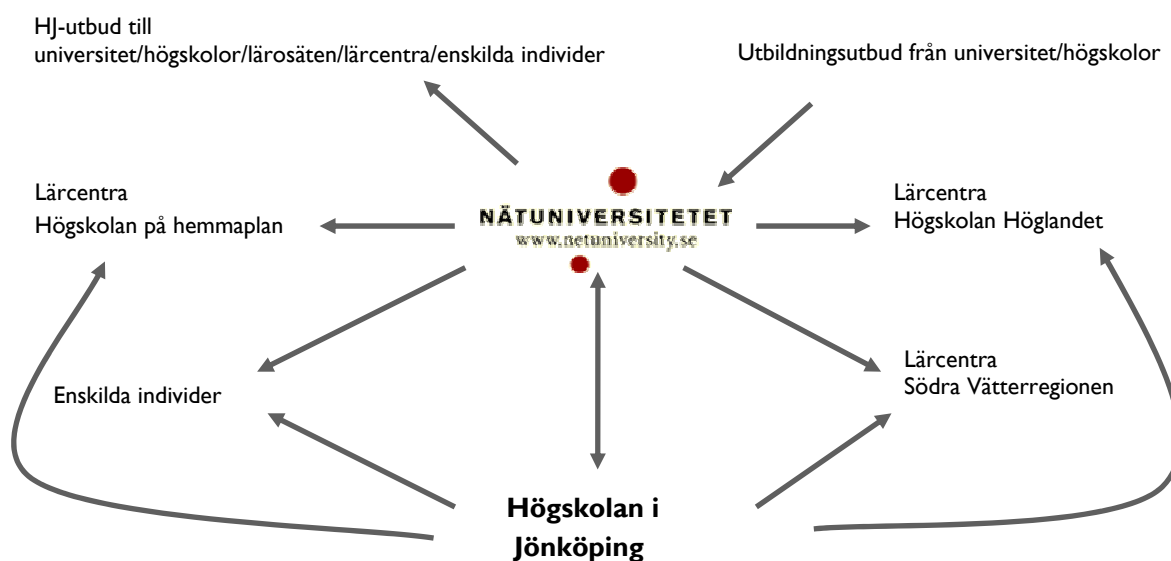 HJ-utbud till
universitet/högskolor/lärosäten/lärcentra/enskilda individer
Utbildningsutbud från universitet/högskolor
Lärcentra
Högskolan på hemmaplan
NÄTUNIVERSITETET
www.netuniversity.se
Lärcentra
Högskolan Höglandet
Enskilda individer
Lärcentra
Södra Vätterregionen
Högskolan i
Jönköping